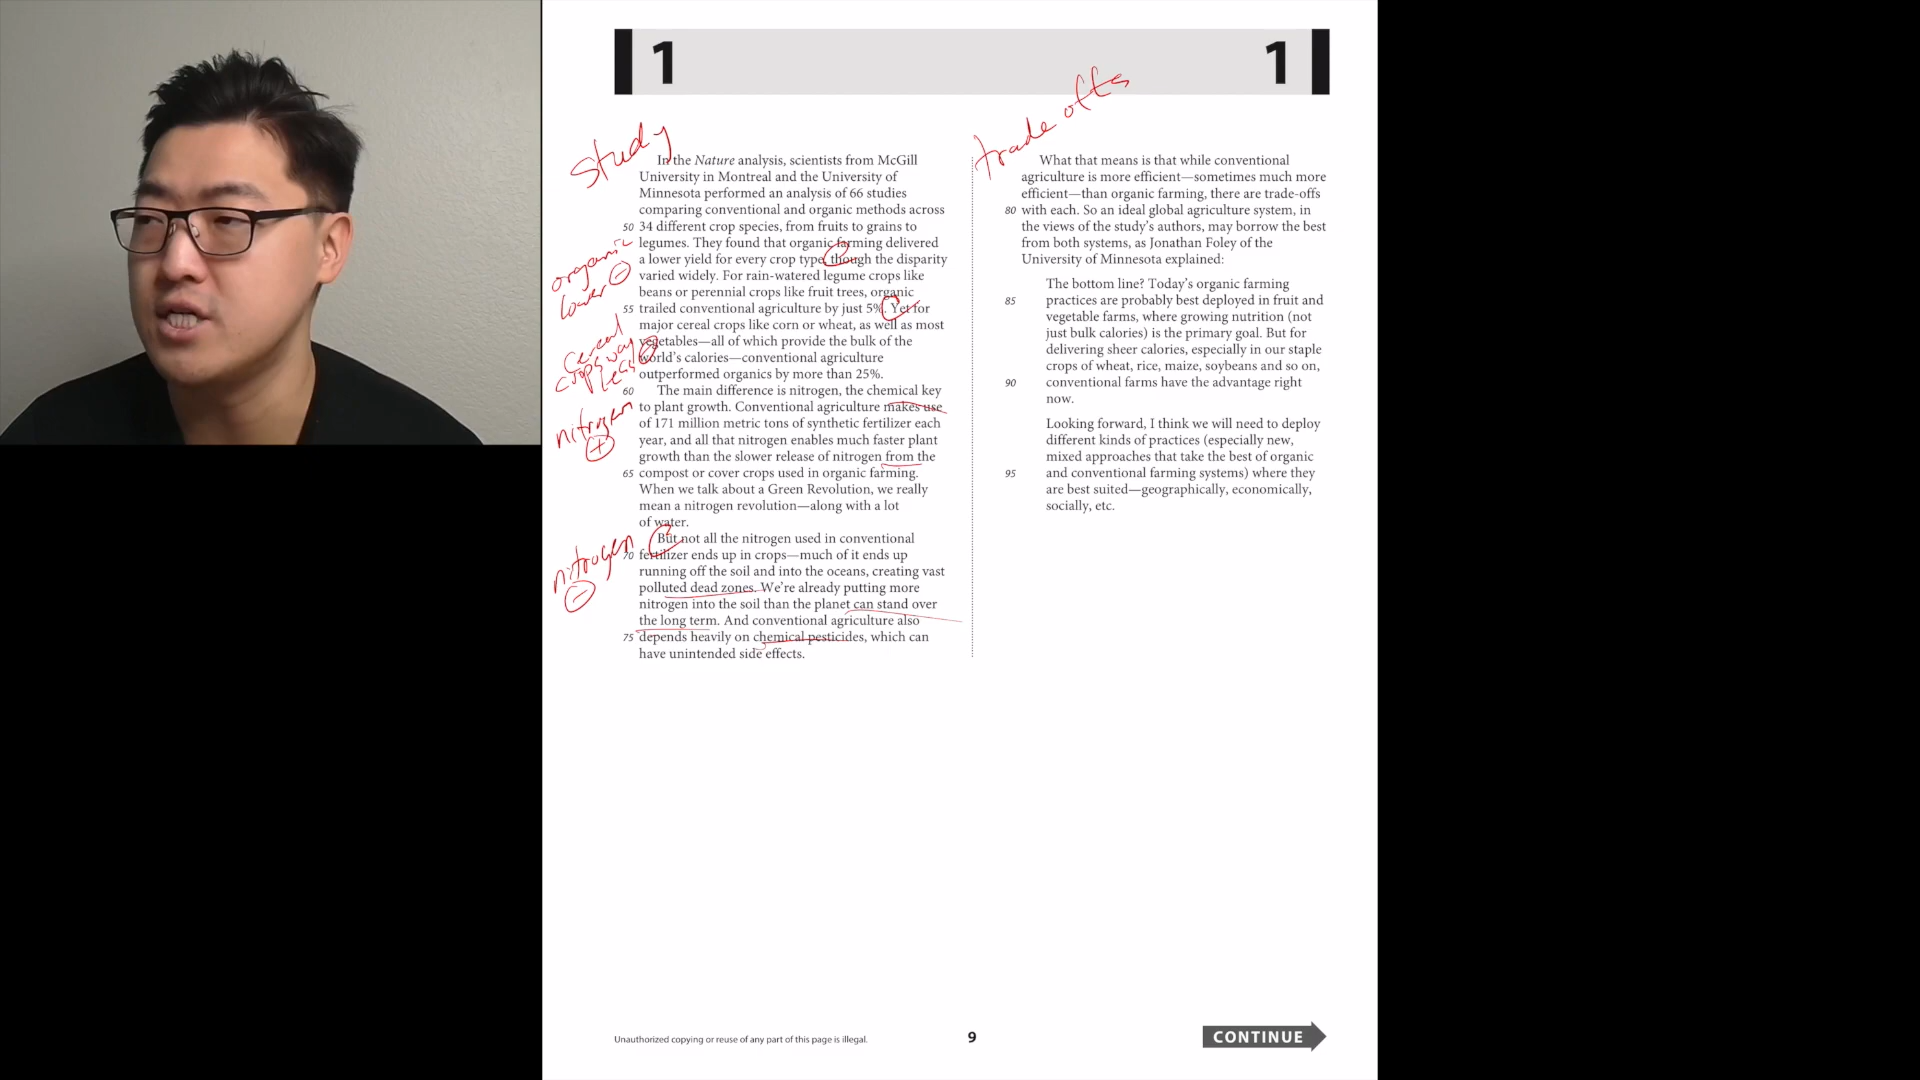 1 1
study
trade offs
In the Nature analysis, scientists from McGill
University in Montreal and the University of
Minnesota performed an analysis of 66 studies
comparing conventional and organic methods across
50 34 different crop species, from fruits to grains to
legumes. They found that organic farming delivered
a lower yield for every crop type, though the disparity
varied widely. For rain-watered legume crops like
beans or perennial crops like fruit trees, organic
55 trailed conventional agriculture by just 5%. Yet for
major cereal crops like corn or wheat, as well as most
vegetables—all of which provide the bulk of the
world's calories—conventional agriculture
outperformed organics by more than 25%.
60 The main difference is nitrogen, the chemical key
to plant growth. Conventional agriculture makes use
of 171 million metric tons of synthetic fertilizer each
year, and all that nitrogen enables much faster plant
growth than the slower release of nitrogen from the
65 compost or cover crops used in organic farming.
When we talk about a Green Revolution, we really
mean a nitrogen revolution—along with a lot
of water.
But not all the nitrogen used in conventional
70 fertilizer ends up in crops—much of it ends up
running off the soil and into the oceans, creating vast
polluted dead zones. We're already putting more
nitrogen into the soil than the planet can stand over
the long term. And conventional agriculture also
75 depends heavily on chemical pesticides, which can
have unintended side effects.
organic
lower -
cereal
crops way
less -
nitrogen
+
nitrogen
-
What that means is that while conventional
agriculture is more efficient—sometimes much more
efficient—than organic farming, there are trade-offs
80 with each. So an ideal global agriculture system, in
the views of the study's authors, may borrow the best
from both systems, as Jonathan Foley of the
University of Minnesota explained:
The bottom line? Today's organic farming
85 practices are probably best deployed in fruit and
vegetable farms, where growing nutrition (not
just bulk calories) is the primary goal. But for
delivering sheer calories, especially in our staple
crops of wheat, rice, maize, soybeans and so on,
90 conventional farms have the advantage right
now.
Looking forward, I think we will need to deploy
different kinds of practices (especially new,
mixed approaches that take the best of organic
95 and conventional farming systems) where they
are best suited—geographically, economically,
socially, etc.
Unauthorized copying or reuse of any part of this page is illegal.
9
CONTINUE